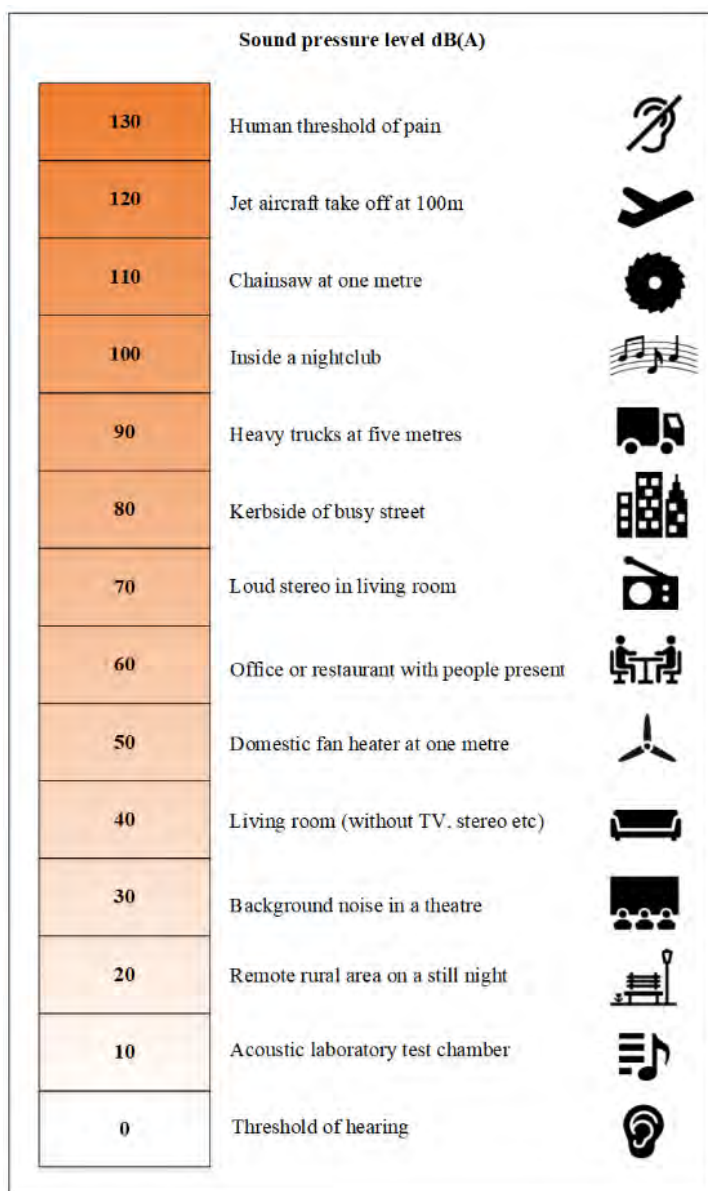 Sound pressure level dB(A)
130 Human threshold of pain
120 Jet aircraft take off at 100m
110 Chainsaw at one metre
100 Inside a nightclub
90 Heavy trucks at five metres
80 Kerbside of busy street
70 Loud stereo in living room
60 Office or restaurant with people present
50 Domestic fan heater at one metre
40 Living room (without TV, stereo etc)
30 Background noise in a theatre
20 Remote rural area on a still night
10 Acoustic laboratory test chamber
0 Threshold of hearing